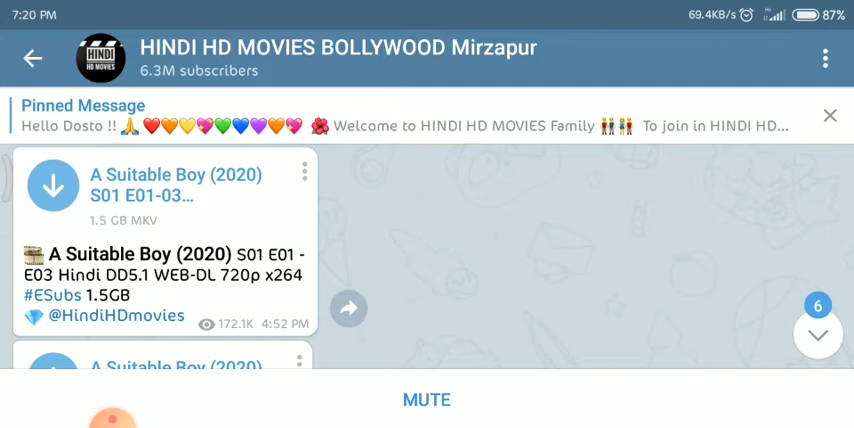 7:20 PM
69.4KB/s
87%
HINDI HD MOVIES BOLLYWOOD Mirzapur
6.3M subscribers
HINDI
HD MOVIES
Pinned Message
Hello Dosto !! 🙏 ❤️🧡💛💖💚💙💜🧡💖 🌺 Welcome to HINDI HD MOVIES Family 👬👭 To join in HINDI HD...
A Suitable Boy (2020)
S01 E01-03...
1.5 GB MKV
A Suitable Boy (2020) S01 E01 -
E03 Hindi DD5.1 WEB-DL 720p x264
#ESubs 1.5GB
💎 @HindiHDmovies
172.1K 4:52 PM
6
A Suitable Boy (2020)
MUTE